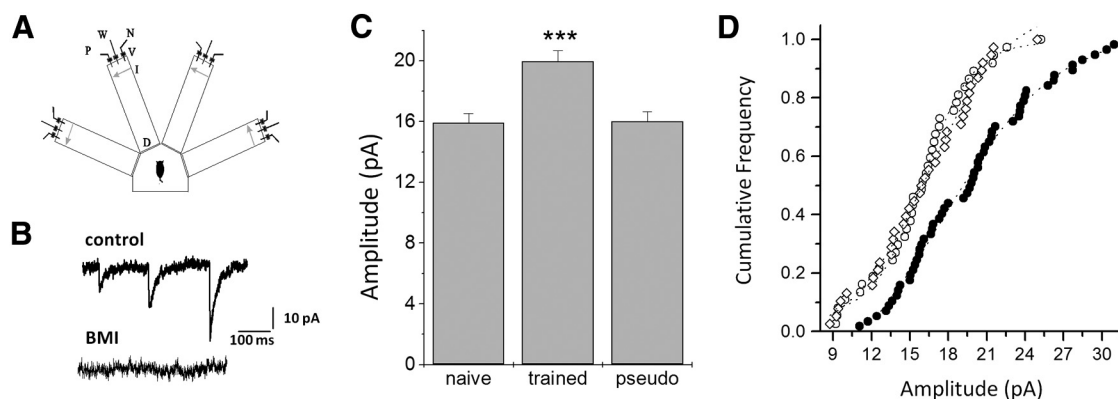 A
W N
P V
I
D
B
control
10 pA
100 ms
BMI
C
***
20
16
12
8
4
0
Amplitude (pA)
naive trained pseudo
D
1.0
0.8
0.6
0.4
0.2
0.0
Cumulative Frequency
9 12 15 18 21 24 27 30
Amplitude (pA)